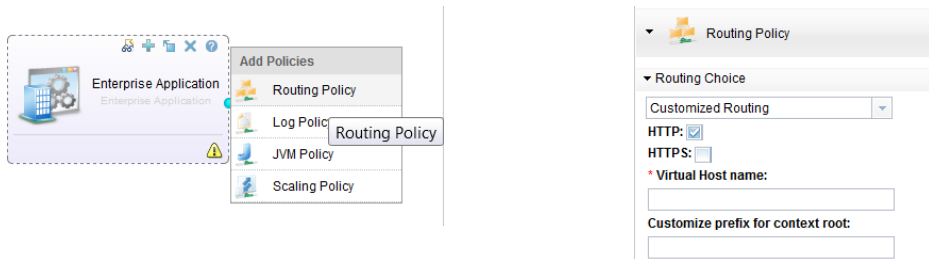 Enterprise Application
Enterprise Application
Add Policies
Routing Policy
Log Policy
Routing Policy
JVM Policy
Scaling Policy
Routing Policy
Routing Choice
Customized Routing
HTTP:
HTTPS:
* Virtual Host name:
Customize prefix for context root: